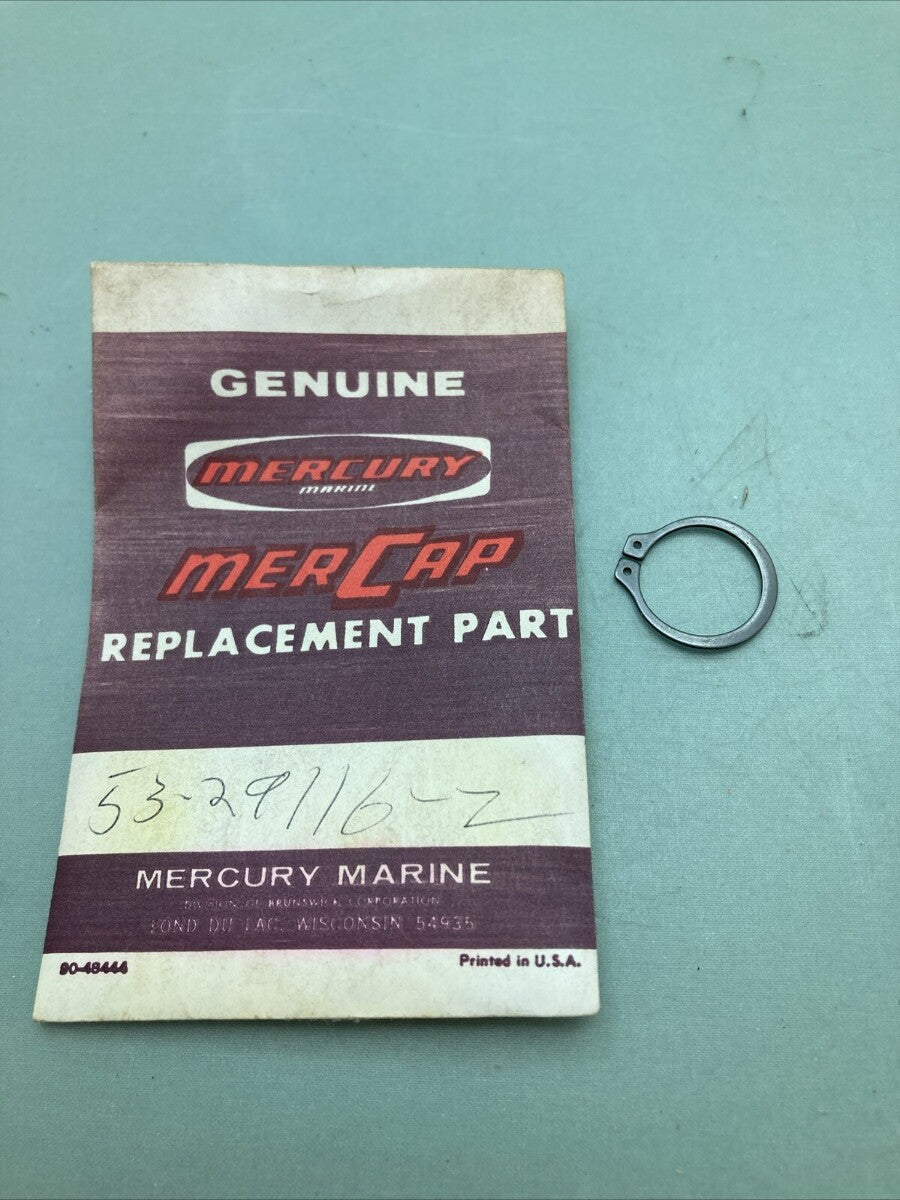 GENUINE
MERCURY
MARINE
MERCAP
REPLACEMENT PART
53-29116-2
MERCURY MARINE
DIVISION OF BRUNSWICK CORPORATION
FOND DU LAC, WISCONSIN 54935
90-48444
Printed in U.S.A.